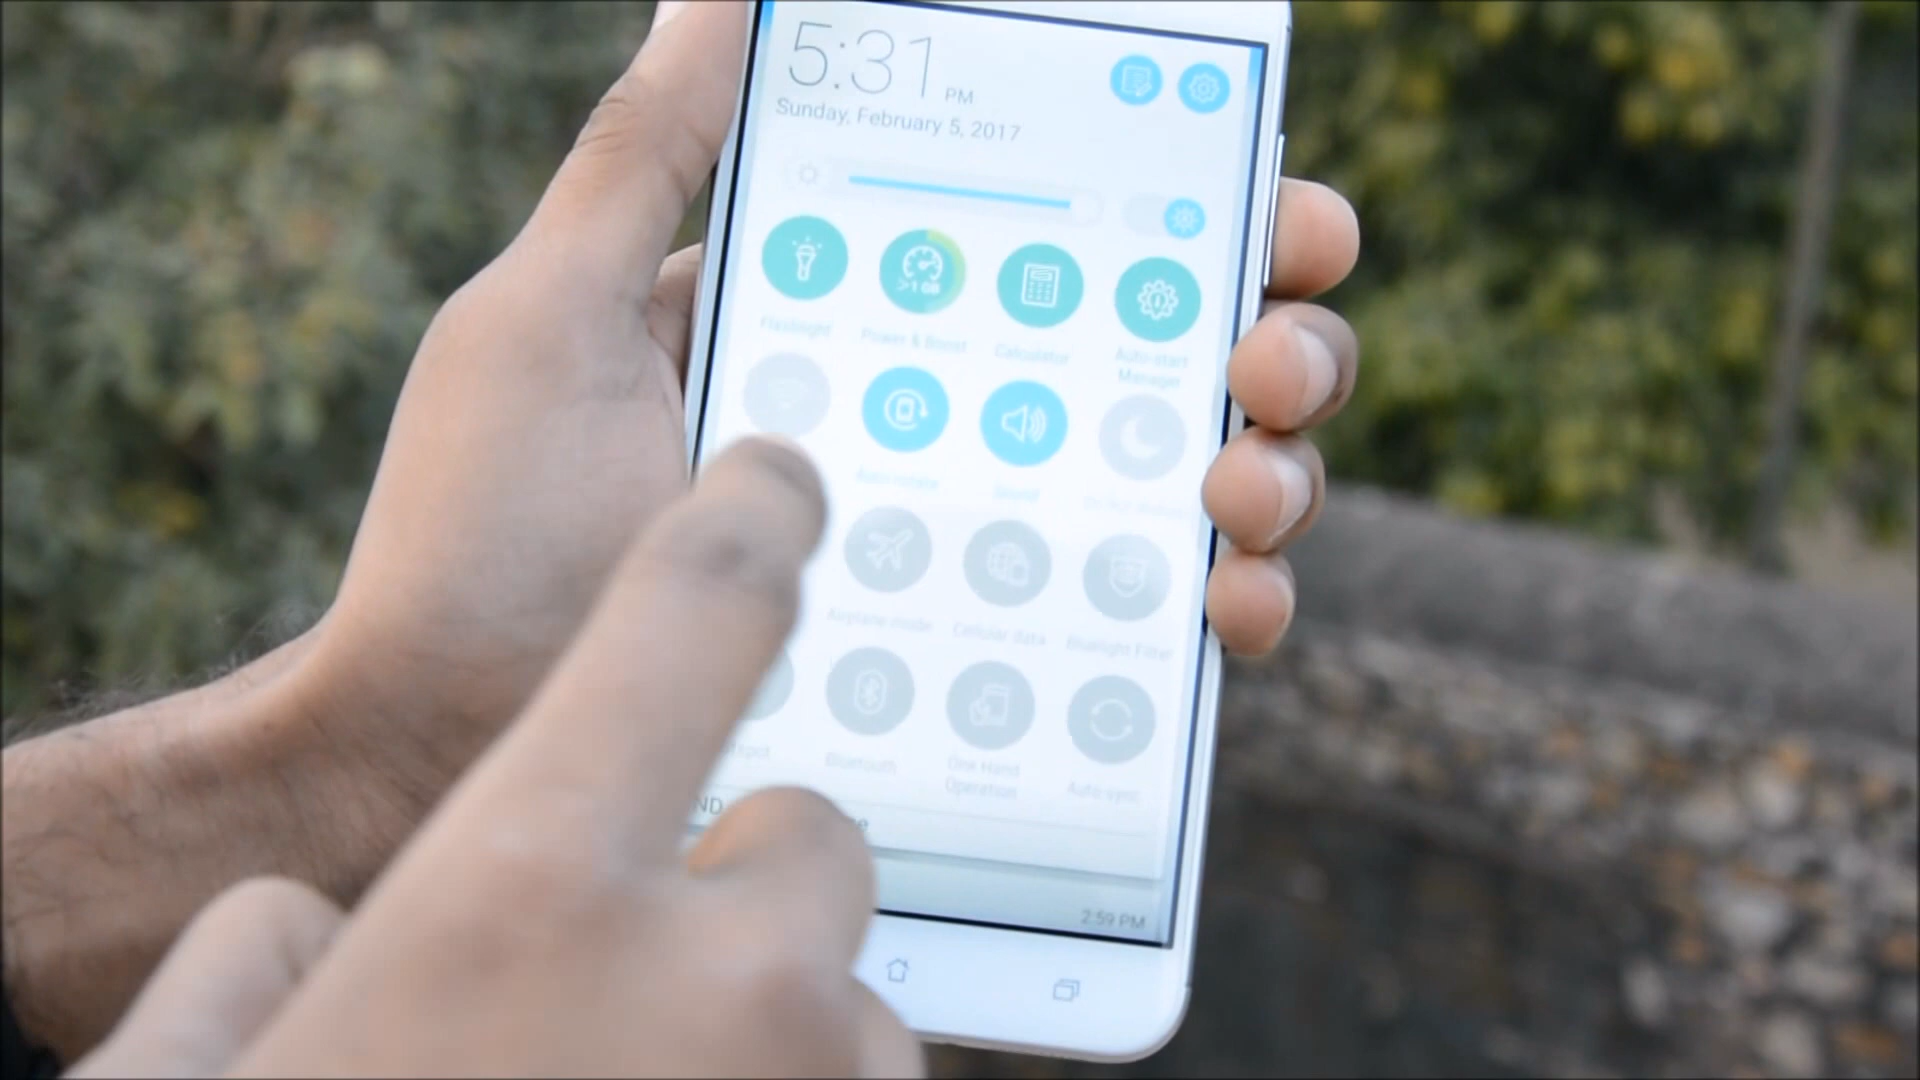 5:31 PM
Sunday, February 5, 2017
>1 GB
Flashlight
Power & Boost
Calculator
Auto-start
Manager
Auto-rotate
Sound
Airplane mode
Cellular data
Bluelight Filter
Bluetooth
One Hand
Operation
Auto-sync
2:59 PM